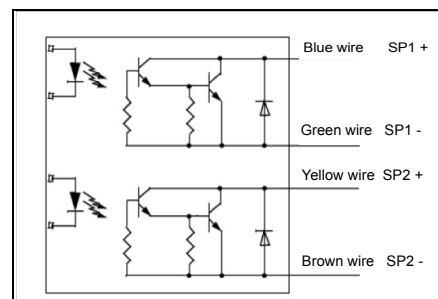 Blue wire SP1 +
Green wire SP1 -
Yellow wire SP2 +
Brown wire SP2 -